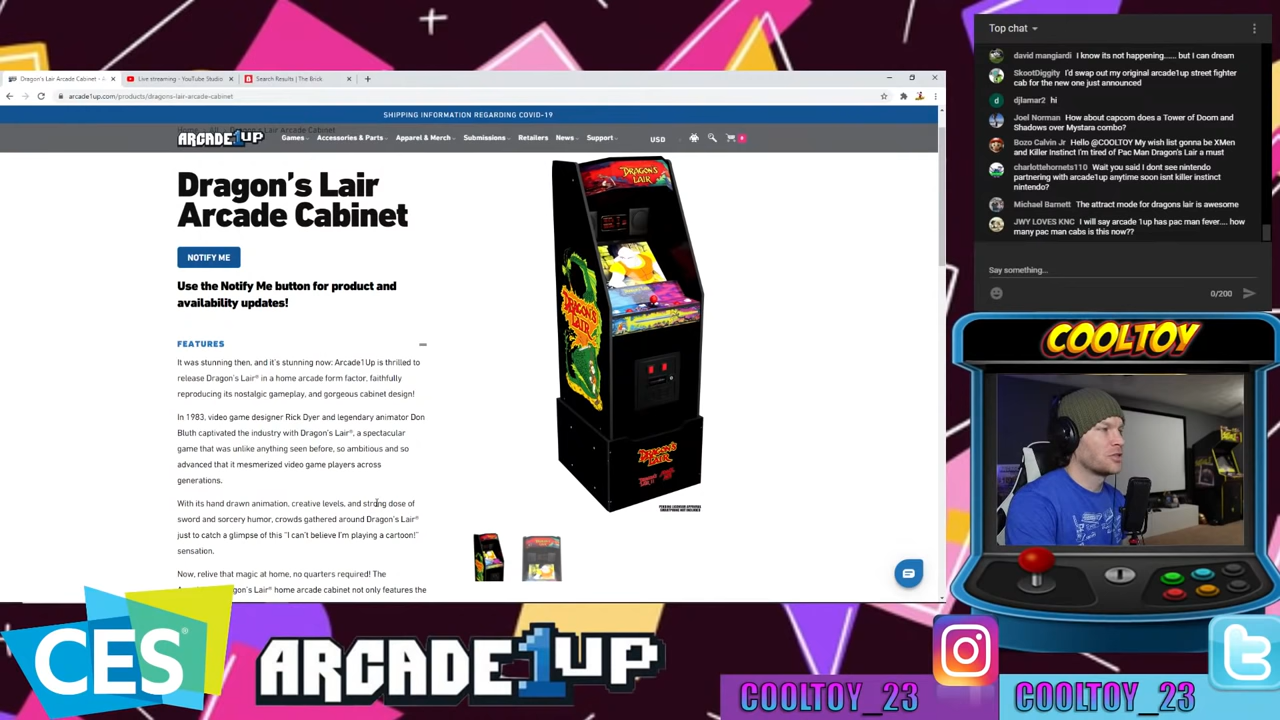 Dragon's Lair Arcade Cabinet - A
Live streaming - YouTube Studio
Search Results | The Brick
arcade1up.com/products/dragons-lair-arcade-cabinet
SHIPPING INFORMATION REGARDING COVID-19
ARCADE1UP
Games
Accessories & Parts
Apparel & Merch
Submissions
Retailers
News
Support
USD
0
Dragon's Lair
Arcade Cabinet
NOTIFY ME
Use the Notify Me button for product and
availability updates!
FEATURES
It was stunning then, and it's stunning now: Arcade1Up is thrilled to
release Dragon's Lair® in a home arcade form factor, faithfully
reproducing its nostalgic gameplay, and gorgeous cabinet design!
In 1983, video game designer Rick Dyer and legendary animator Don
Bluth captivated the industry with Dragon's Lair®, a spectacular
game that was unlike anything seen before, so ambitious and so
advanced that it mesmerized video game players across
generations.
With its hand drawn animation, creative levels, and strong dose of
sword and sorcery humor, crowds gathered around Dragon's Lair®
just to catch a glimpse of this "I can't believe I'm playing a cartoon!"
sensation.
Now, relive that magic at home, no quarters required! The
Dragon's Lair® home arcade cabinet not only features the
DRAGON'S
LAIR
DRAGON'S
LAIR
DRAGON'S
LAIR
Top chat
david mangiardi I know its not happening...... but I can dream
SkootDiggity I'd swap out my original arcade1up street fighter
cab for the new one just announced
djlamar2 hi
Joel Norman How about capcom does a Tower of Doom and
Shadows over Mystara combo?
Bozo Calvin Jr Hello @COOLTOY My wish list gonna be XMen
and Killer Instinct I'm tired of Pac Man Dragon's Lair a must
charlottehornets110 Wait you said I dont see nintendo
partnering with arcade1up anytime soon isnt killer instinct
nintendo?
Michael Barnett The attract mode for dragons lair is awesome
JWY LOVES KNC I will say arcade 1up has pac man fever.... how
many pac man cabs is this now??
Say something...
0/200
COOLTOY
CES®
ARCADE1UP
COOLTOY_23
COOLTOY_23